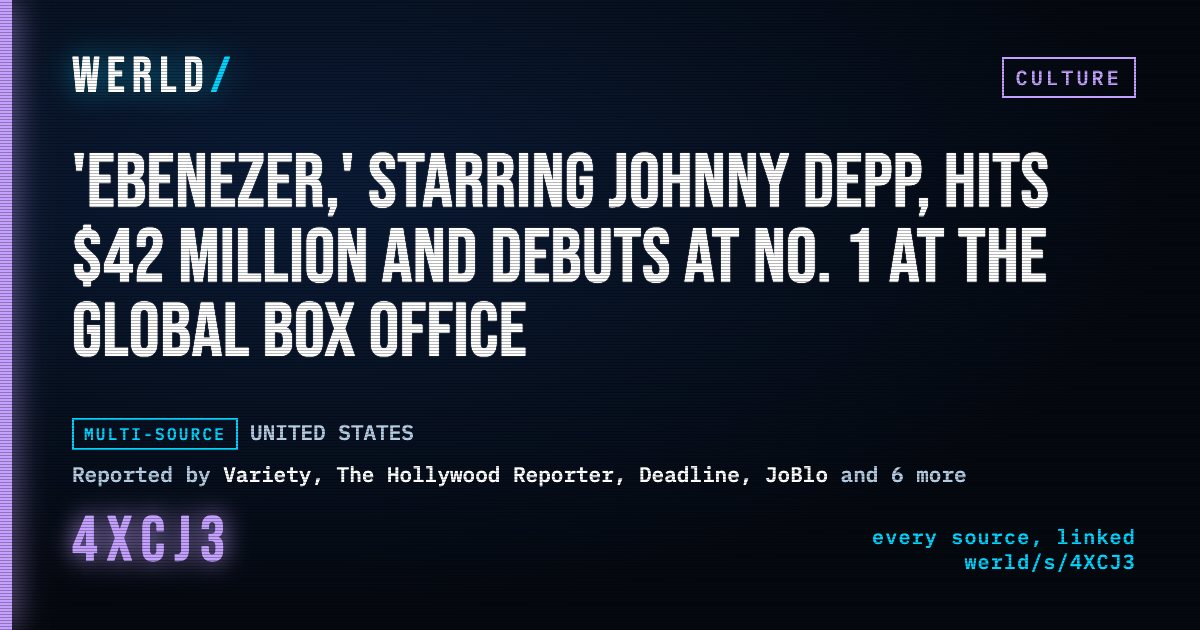 WERLD/
CULTURE
'EBENEZER,' STARRING JOHNNY DEPP, HITS
$42 MILLION AND DEBUTS AT NO. 1 AT THE
GLOBAL BOX OFFICE
MULTI-SOURCE UNITED STATES
Reported by Variety, The Hollywood Reporter, Deadline, JoBlo and 6 more
4XCJ3
every source, linked
werld/s/4XCJ3